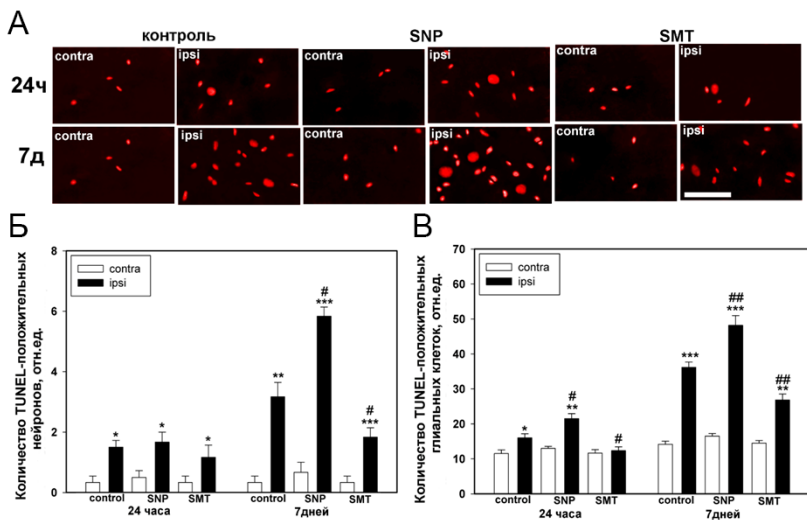 А
контроль SNP SMT
24ч
contra ipsi contra ipsi contra ipsi
7д
contra ipsi contra ipsi contra ipsi
Б
Количество TUNEL-положительных
нейронов, отн.ед.
8
6
4
2
0
contra
ipsi
* * * ** # *** # ***
control SNP SMT control SNP SMT
24 часа 7дней
В
Количество TUNEL-положительных
глиальных клеток, отн.ед.
70
60
50
40
30
20
10
0
contra
ipsi
* # ** # *** ## *** ## **
control SNP SMT control SNP SMT
24 часа 7дней